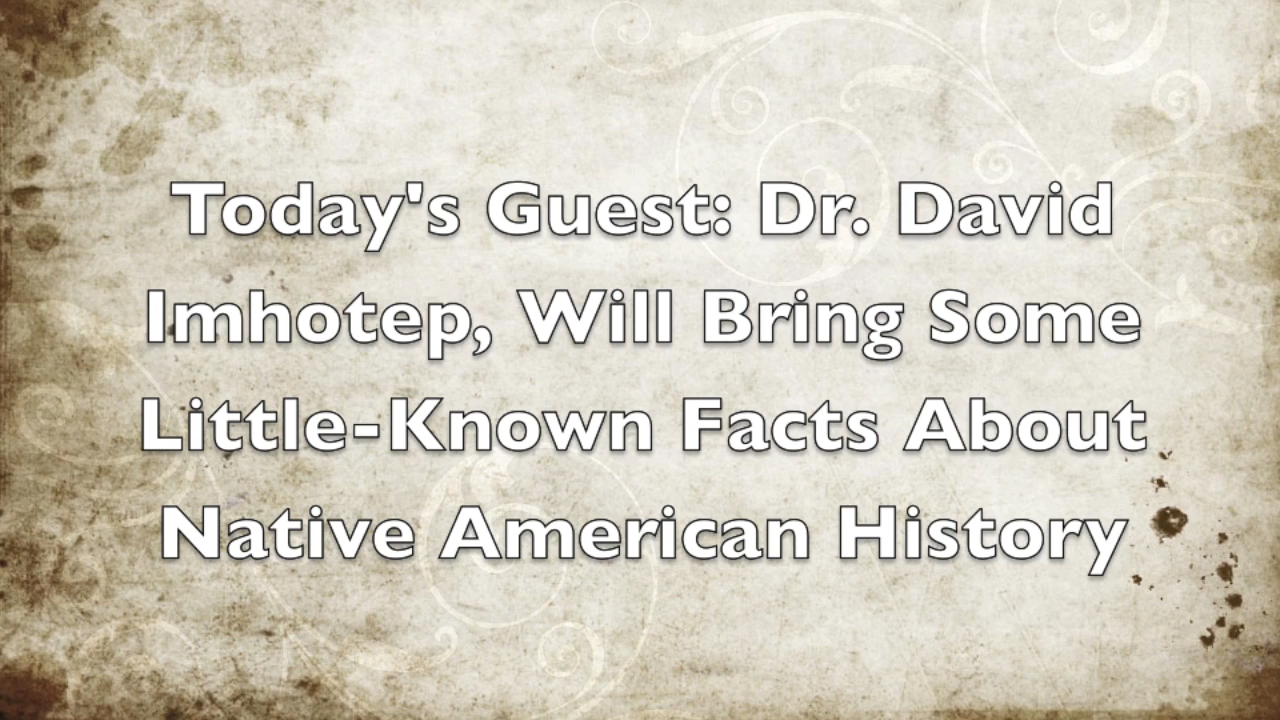 Today's Guest: Dr. David
Imhotep, Will Bring Some
Little-Known Facts About
Native American History